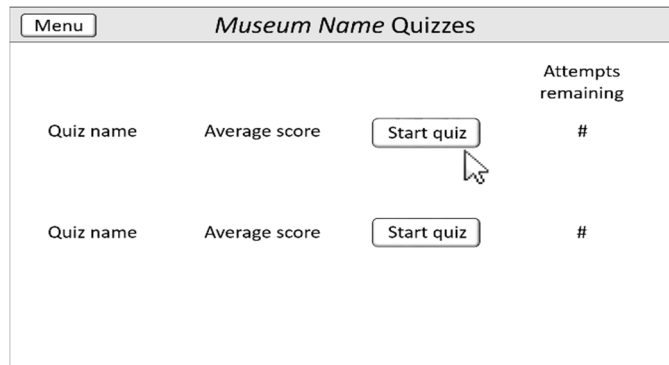 Menu
Museum Name Quizzes
Attempts
remaining
Quiz name Average score Start quiz #
Quiz name Average score Start quiz #